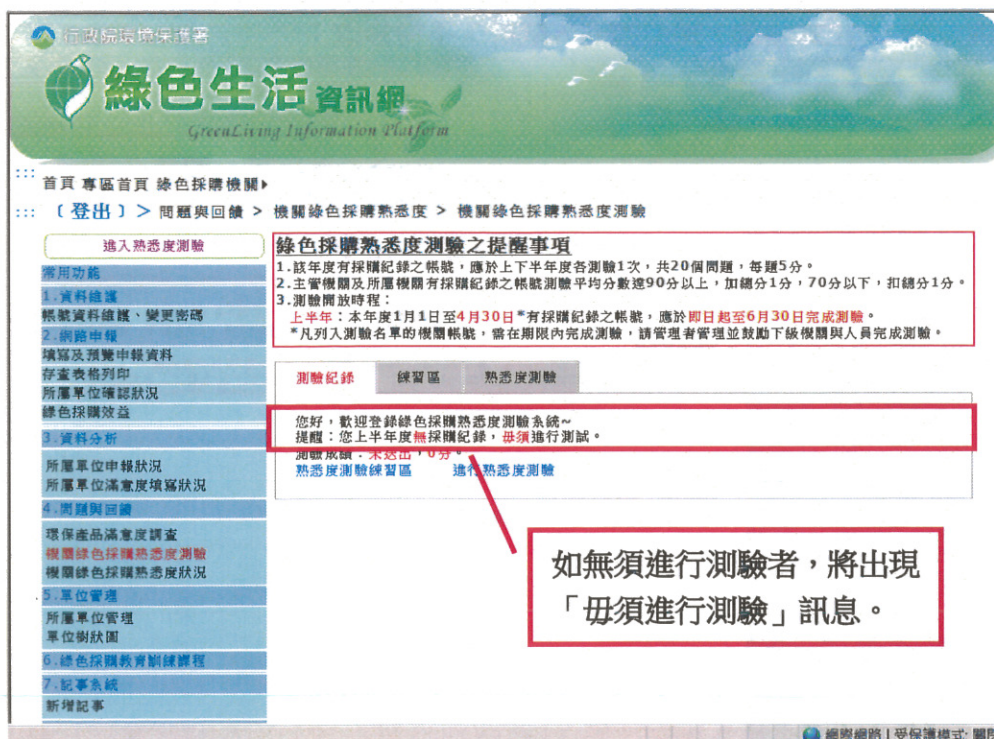 行政院環境保護署
綠色生活 資訊網
GreenLiving Information Platform
首頁 專區首頁 綠色採購機關
〔登出〕> 問題與回饋 > 機關綠色採購熟悉度 > 機關綠色採購熟悉度測驗
進入熟悉度測驗
常用功能
1.資料維護
帳號資料維護、變更密碼
2.網路申報
填寫及預覽申報資料
存查表格列印
所屬單位確認狀況
綠色採購效益
3.資料分析
所屬單位申報狀況
所屬單位滿意度填寫狀況
4.問題與回饋
環保產品滿意度調查
機關綠色採購熟悉度測驗
機關綠色採購熟悉度狀況
5.單位管理
所屬單位管理
單位樹狀圖
6.綠色採購教育訓練課程
7.記事系統
新增記事
綠色採購熟悉度測驗之提醒事項
1.該年度有採購紀錄之帳號，應於上下半年度各測驗1次，共20個問題，每題5分。
2.主管機關及所屬機關有採購紀錄之帳號測驗平均分數達90分以上，加總分1分，70分以下，扣總分1分。
3.測驗開放時程：
上半年：本年度1月1日至4月30日*有採購紀錄之帳號，應於即日起至6月30日完成測驗。
*凡列入測驗名單的機關帳號，需在期限內完成測驗，請管理者管理並鼓勵下級機關與人員完成測驗。
測驗紀錄 練習區 熟悉度測驗
您好，歡迎登錄綠色採購熟悉度測驗系統~
提醒：您上半年度無採購紀錄，毋須進行測試。
測驗成績：未送出，0分。
熟悉度測驗練習區 進行熟悉度測驗
如無須進行測驗者，將出現
「毋須進行測驗」訊息。
網際網路 | 受保護模式: